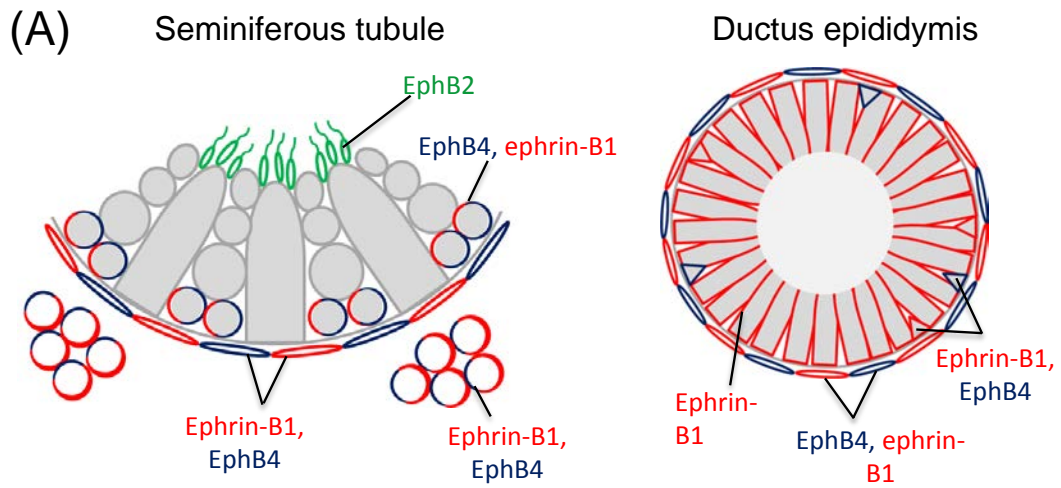 (A)
Seminiferous tubule
Ductus epididymis
EphB2
EphB4, ephrin-B1
Ephrin-B1,
EphB4
Ephrin-B1,
EphB4
Ephrin-
B1
EphB4, ephrin-
B1
Ephrin-B1,
EphB4